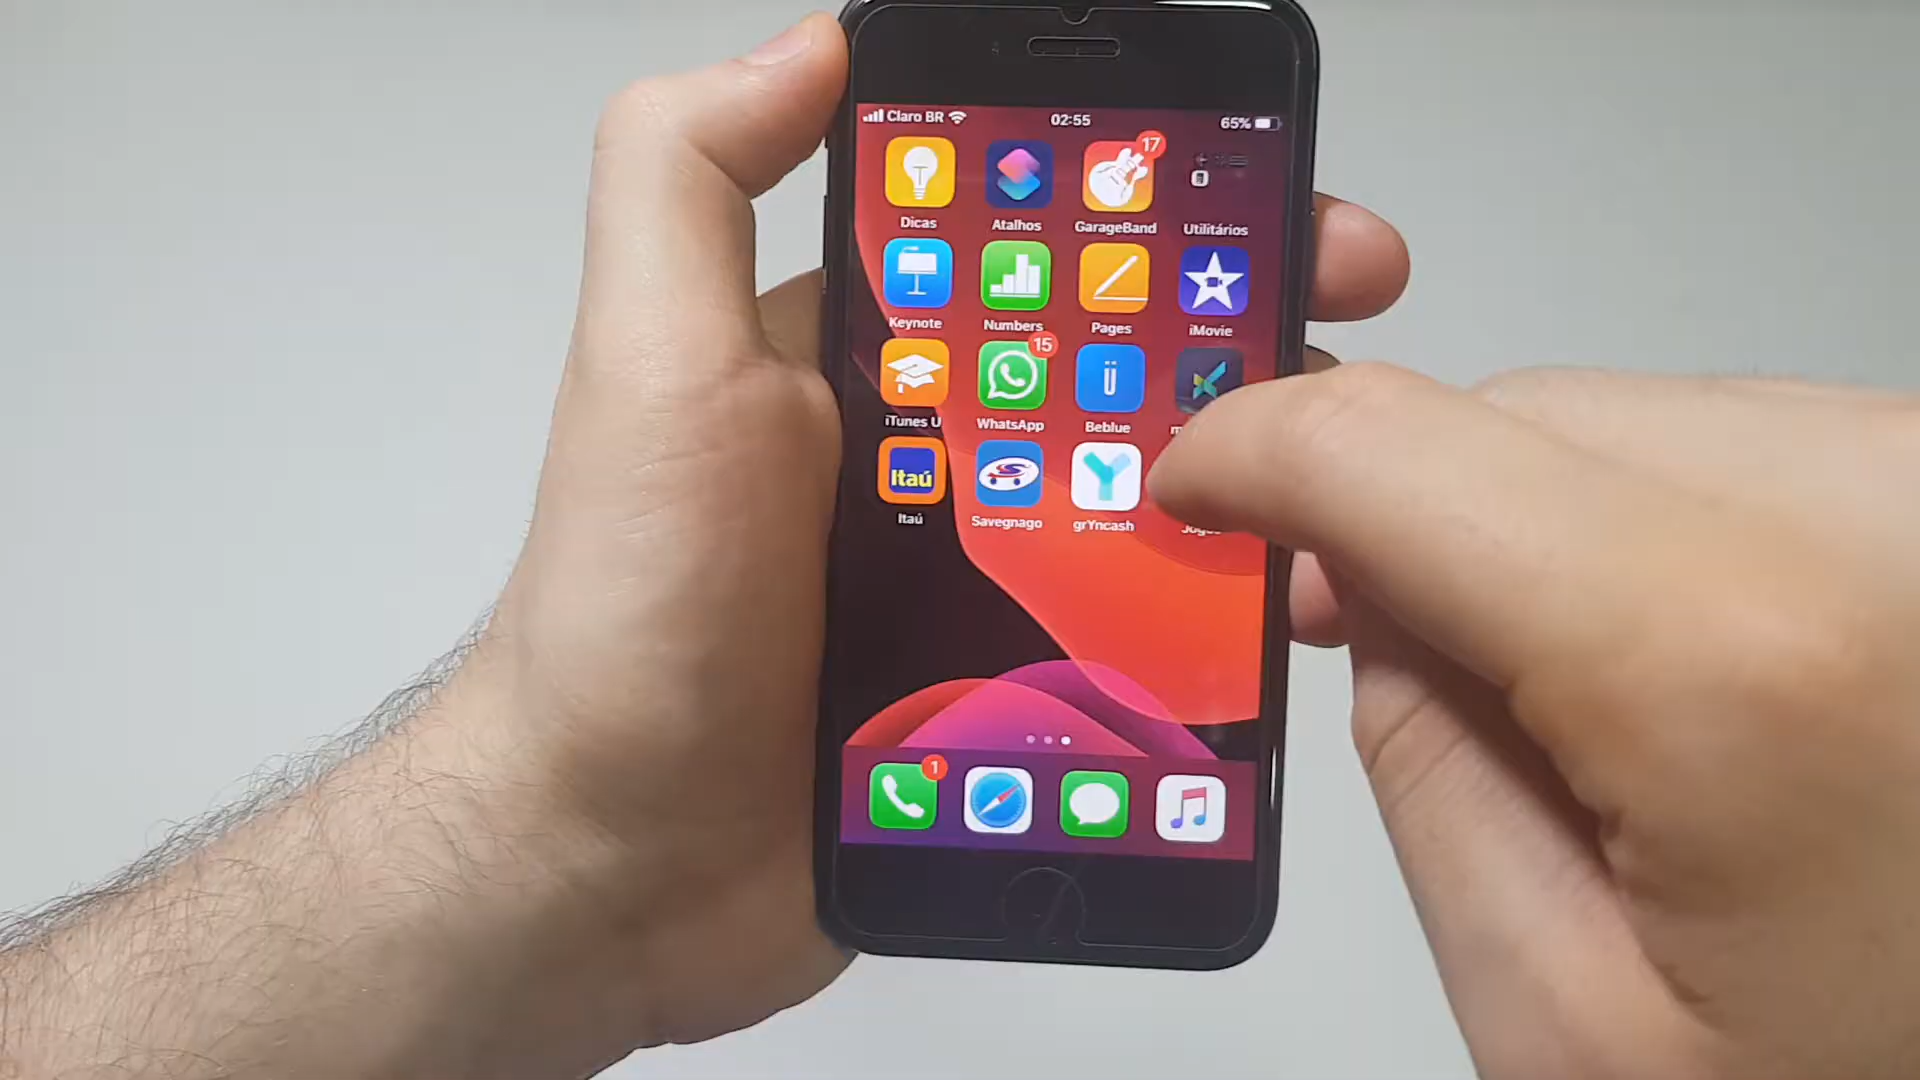 Claro BR 02:55 65%
17
Dicas Atalhos GarageBand Utilitários
Keynote Numbers Pages iMovie
15
ü
iTunes U WhatsApp Beblue
Itaú
Itaú Savegnago grYncash
1